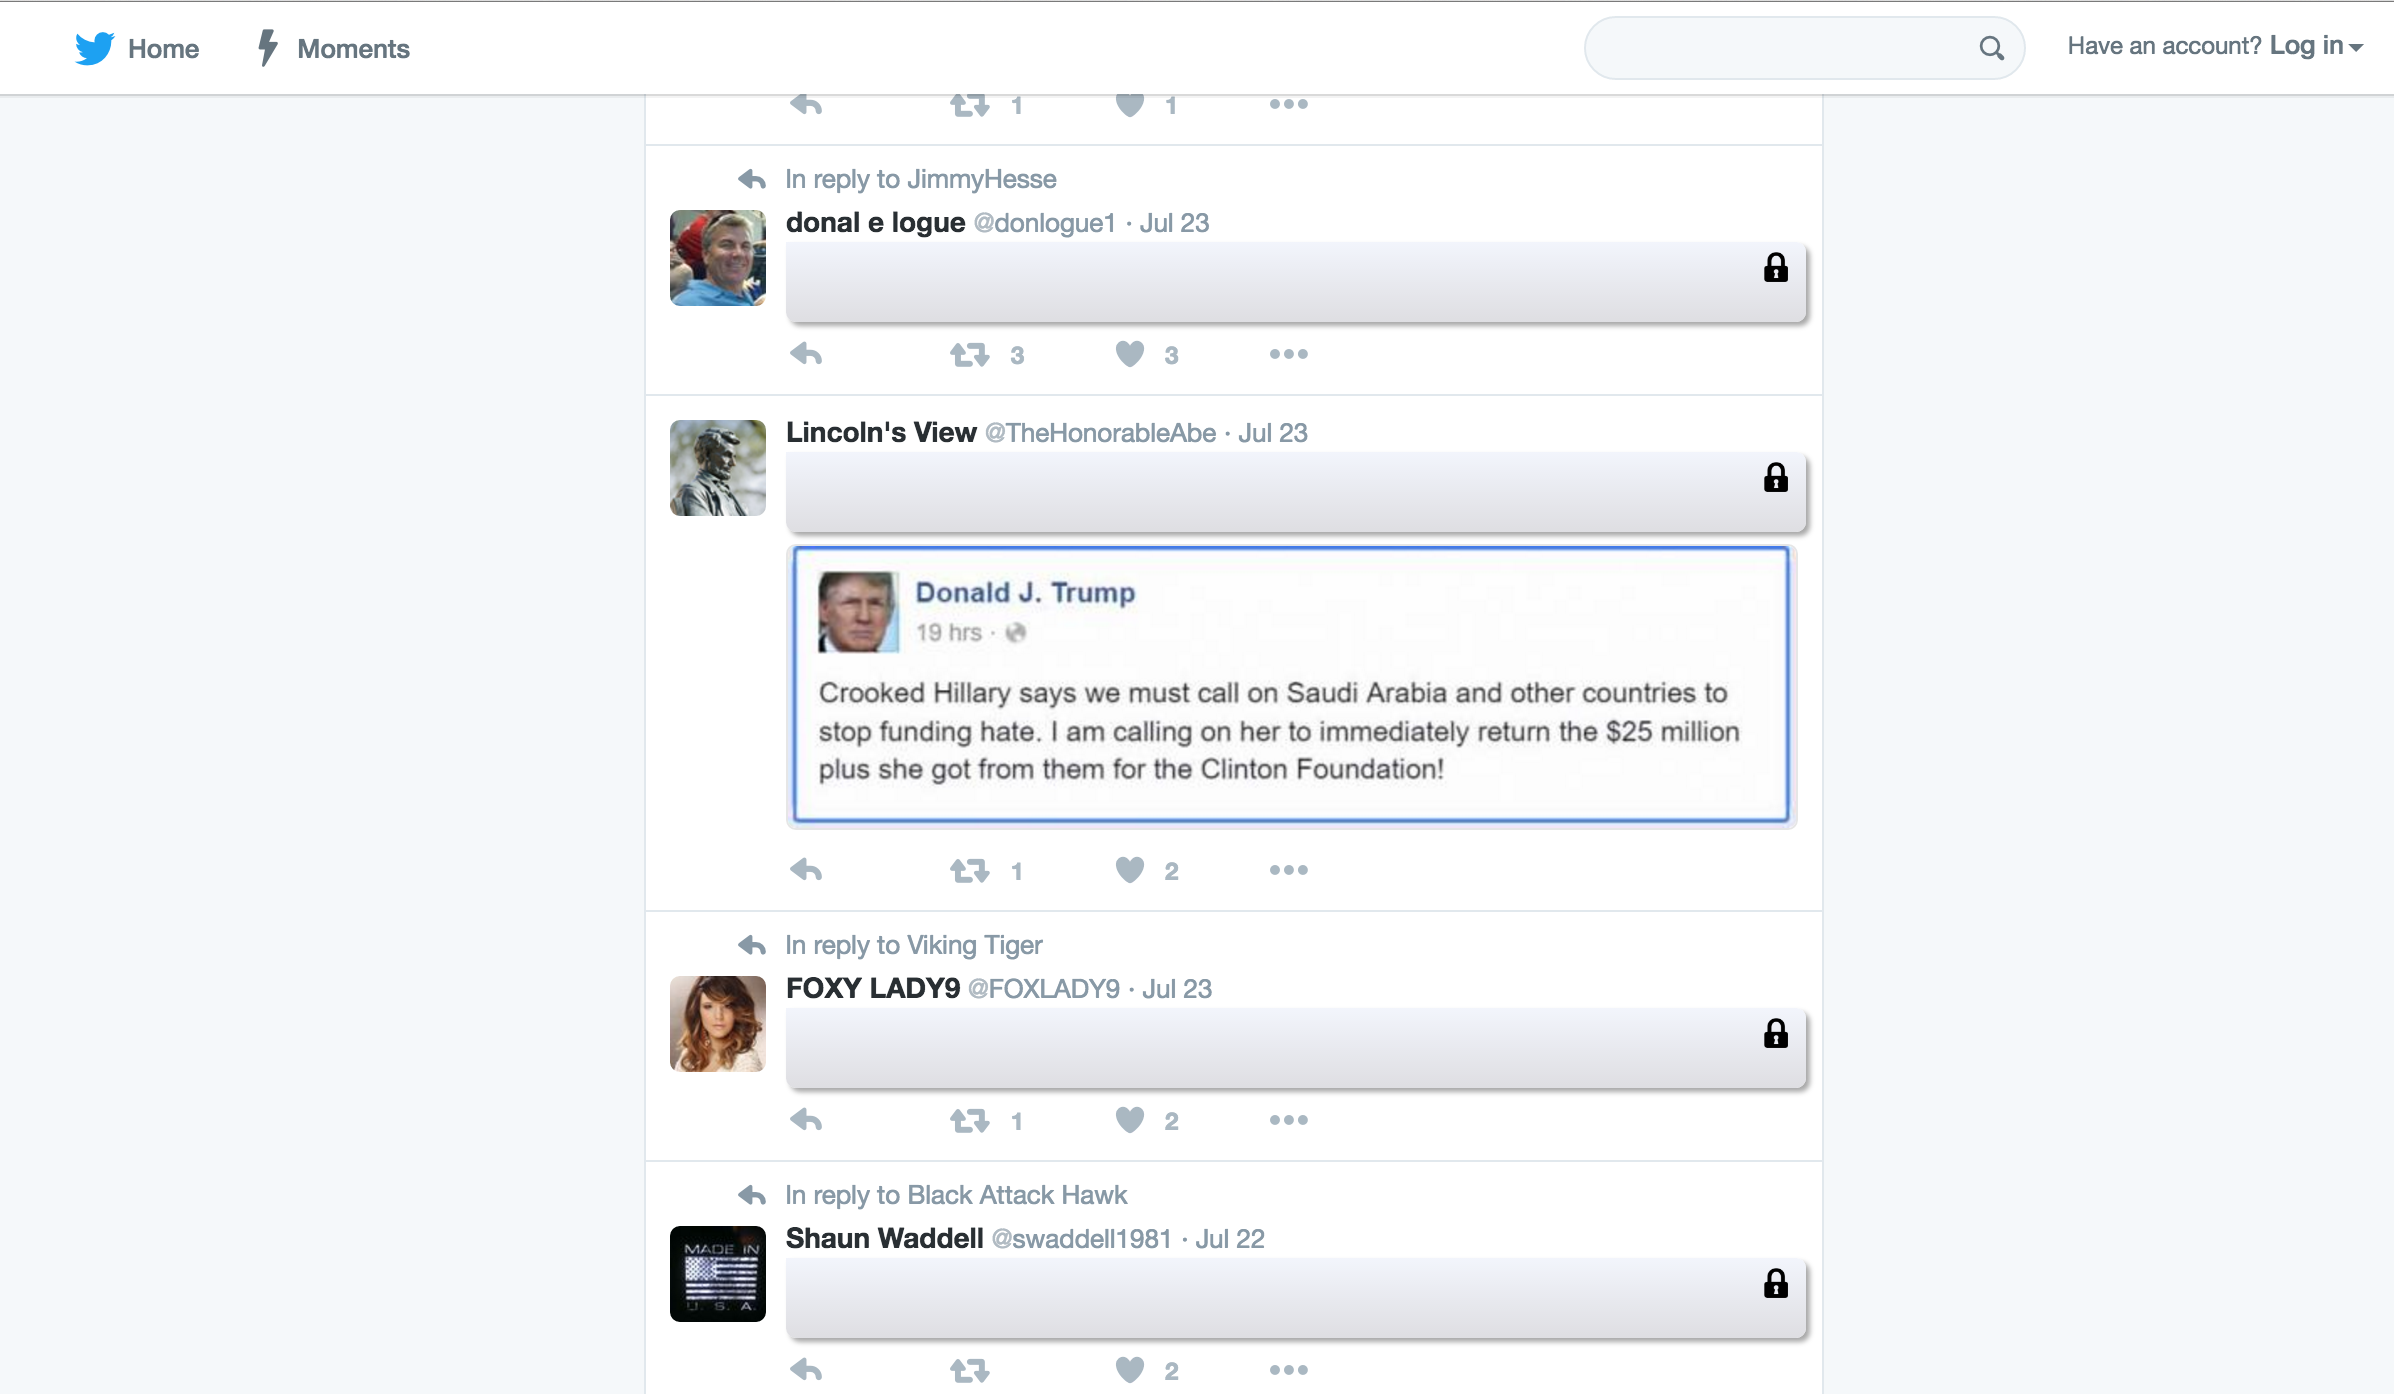 Home Moments Have an account? Log in
1 1
In reply to JimmyHesse
donal e logue @donlogue1 · Jul 23
3 3
Lincoln's View @TheHonorableAbe · Jul 23
Donald J. Trump
19 hrs ·
Crooked Hillary says we must call on Saudi Arabia and other countries to
stop funding hate. I am calling on her to immediately return the $25 million
plus she got from them for the Clinton Foundation!
1 2
In reply to Viking Tiger
FOXY LADY9 @FOXLADY9 · Jul 23
1 2
In reply to Black Attack Hawk
Shaun Waddell @swaddell1981 · Jul 22
MADE IN
U. S. A.
2